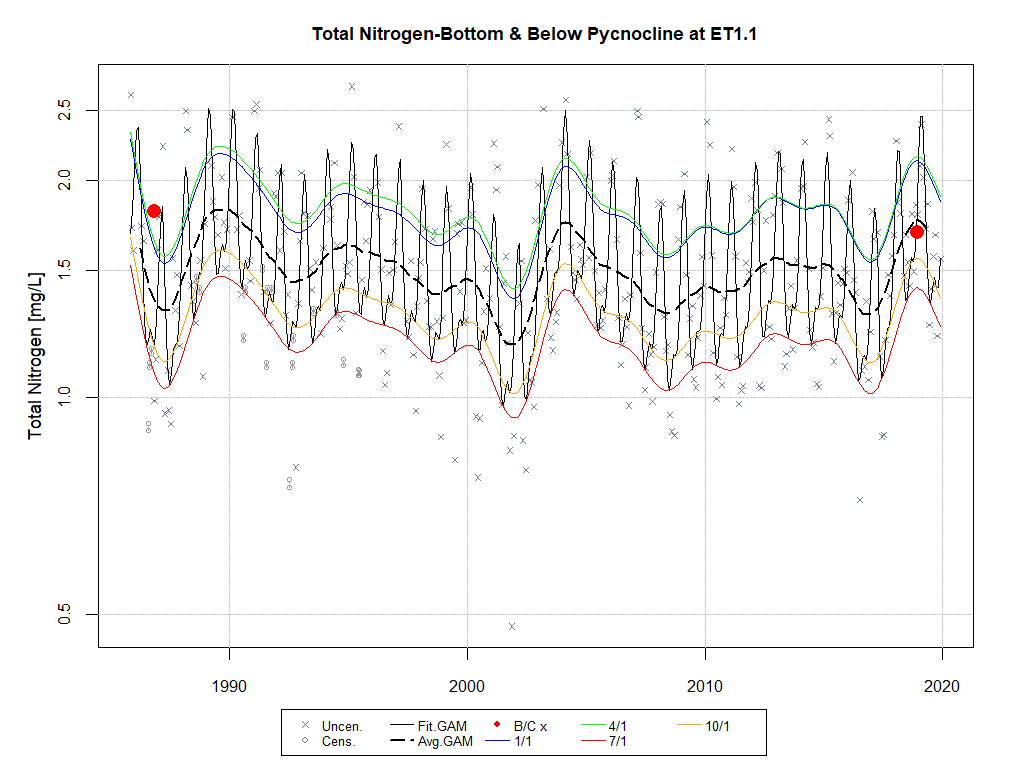 Total Nitrogen-Bottom & Below Pycnocline at ET1.1
Total Nitrogen [mg/L]
2.5
2.0
1.5
1.0
0.5
1990 2000 2010 2020
Uncen. Fit.GAM B/C x 4/1 10/1
Cens. Avg.GAM 1/1 7/1